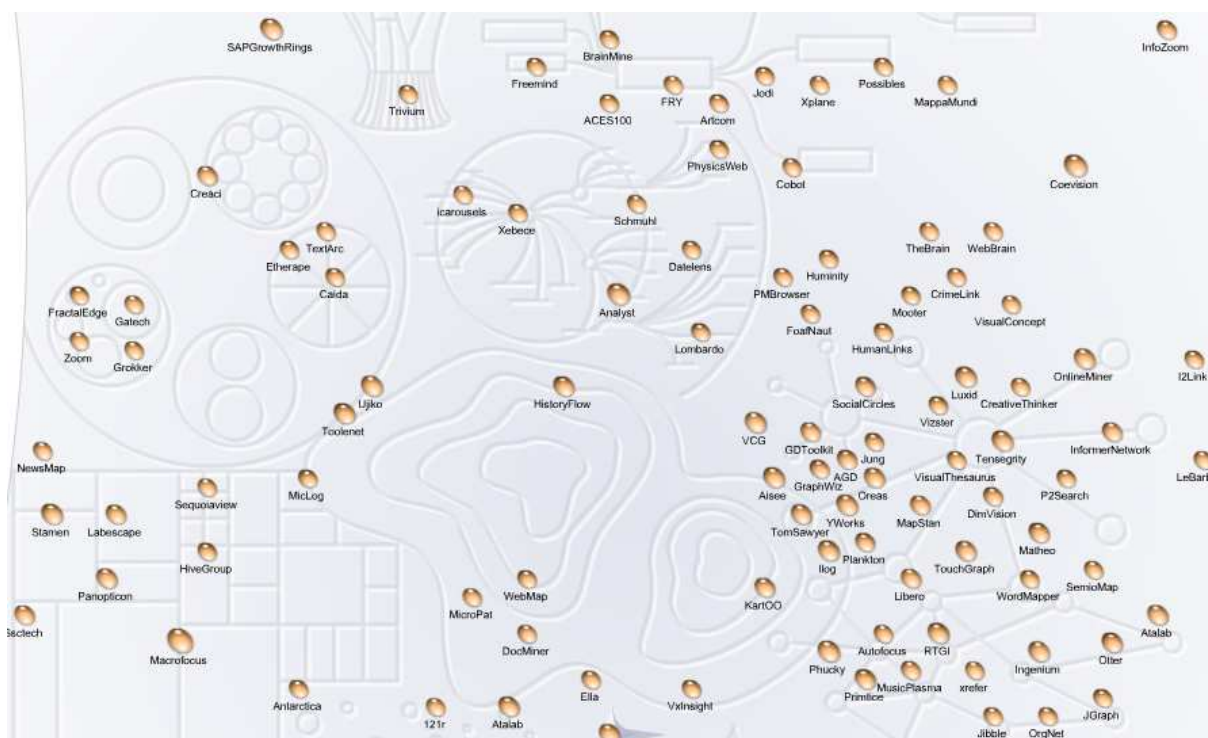 SAPGrowthRings
BrainMine
InfoZoom
Freemind
Possibles
Jodi
FRY
Xplane
MappaMundi
Trivium
ACES100
Artcom
PhysicsWeb
Cobot
Coevision
Creaci
icarousels
Xebece
Schmuhl
TextArc
Etherape
TheBrain
WebBrain
Datelens
Huminity
Caida
PMBrowser
CrimeLink
FractalEdge
Gatech
Analyst
Mooter
VisualConcept
FoafNaut
Zoom
Grokker
Lombardo
HumanLinks
OnlineMiner
I2Link
Ujiko
HistoryFlow
SocialCircles
Luxid
CreativeThinker
Toolenet
VCG
Vizster
GDToolkit
Jung
Tensegrity
InformerNetwork
NewsMap
AGD
VisualThesaurus
MicLog
GraphWiz
Aisee
Oreas
P2Search
Sequoiaview
DimVision
Stamen
Labescape
TomSawyer
YWorks
MapStan
Matheo
HiveGroup
Ilog
Plankton
TouchGraph
Panopticon
WebMap
KartOO
Libero
WordMapper
SemioMap
MicroPat
Atalab
Macrofocus
DocMiner
Phucky
Autofocus
RTGI
Ingenium
Otter
Antarctica
Ella
VxInsight
MusicPlasma
xrefer
121r
Atalab
JGraph
Jibble
OrgNet